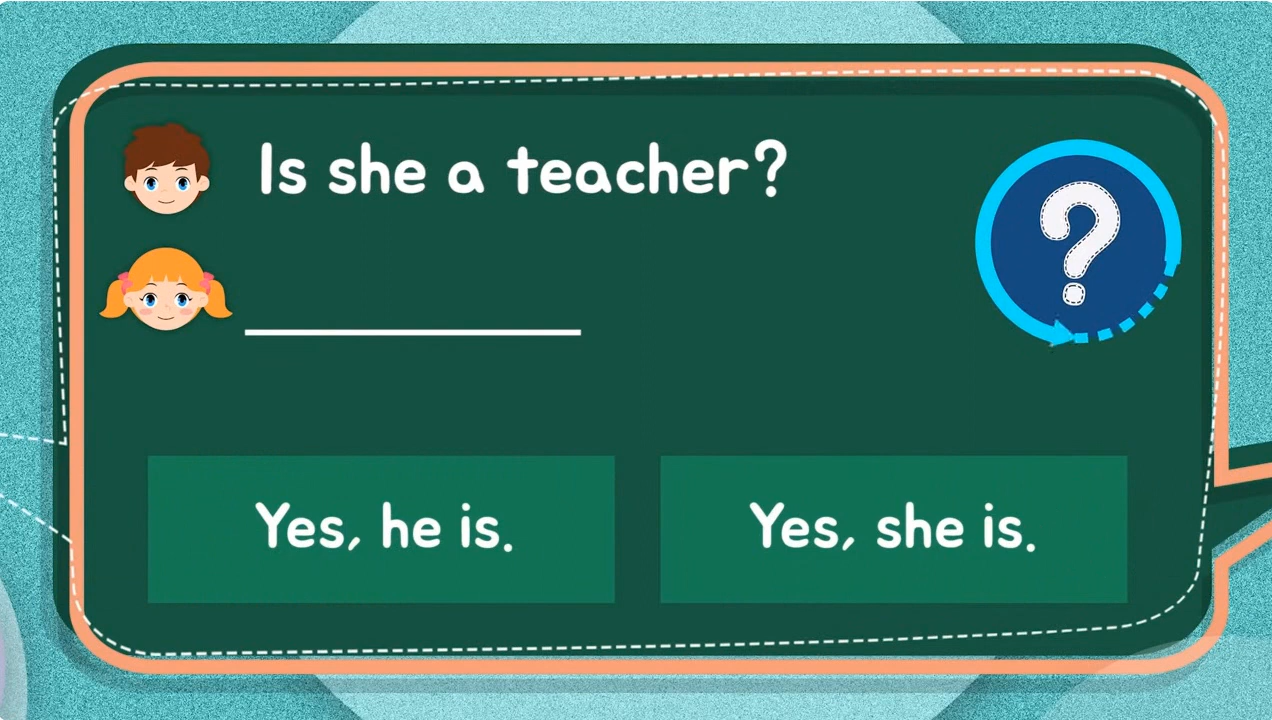 Is she a teacher?
?
Yes, he is.
Yes, she is.